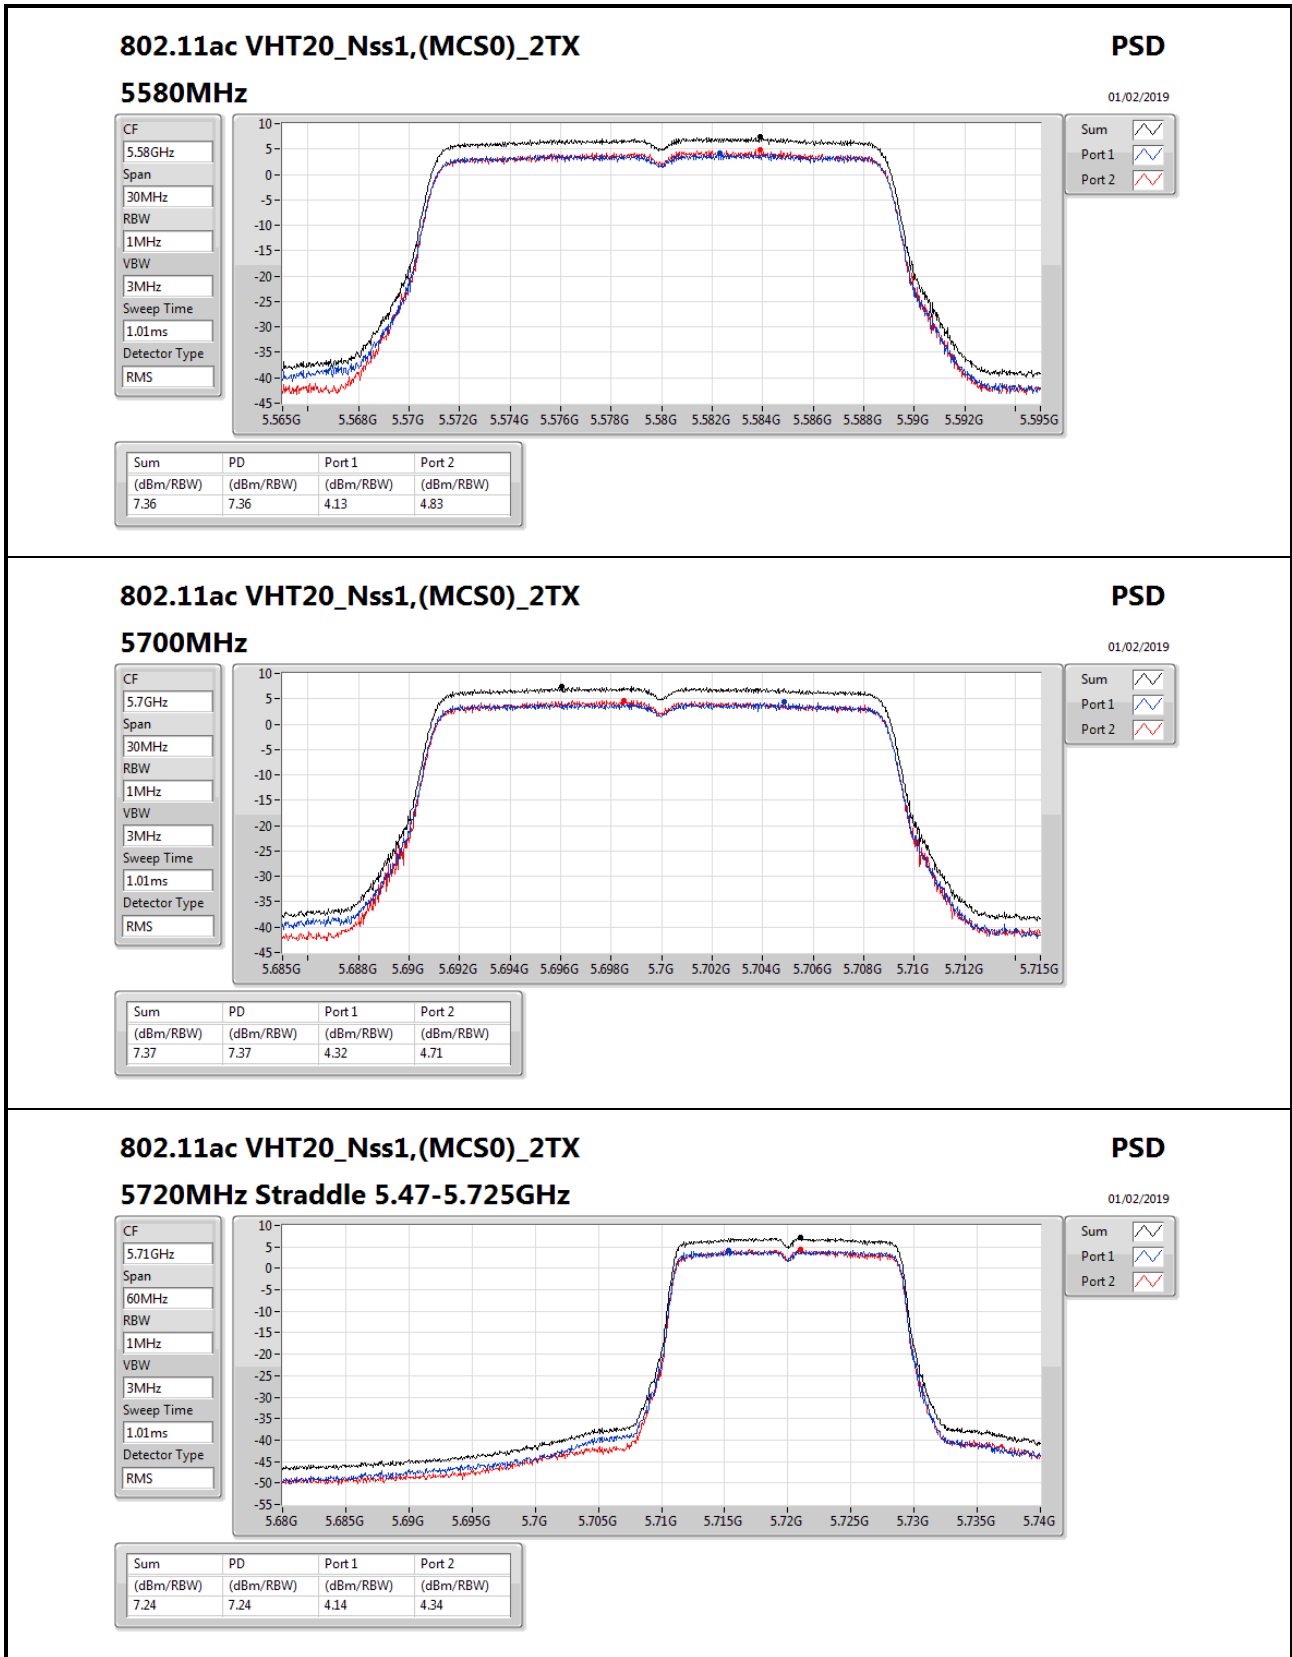 802.11ac VHT20_Nss1,(MCS0)_2TX PSD
5580MHz 01/02/2019
CF
5.58GHz
Span
30MHz
RBW
1MHz
VBW
3MHz
Sweep Time
1.01ms
Detector Type
RMS
10
5
0
-5
-10
-15
-20
-25
-30
-35
-40
-45
5.565G 5.568G 5.57G 5.572G 5.574G 5.576G 5.578G 5.58G 5.582G 5.584G 5.586G 5.588G 5.59G 5.592G 5.595G
Sum
Port 1
Port 2
Sum PD Port 1 Port 2
(dBm/RBW) (dBm/RBW) (dBm/RBW) (dBm/RBW)
7.36 7.36 4.13 4.83
802.11ac VHT20_Nss1,(MCS0)_2TX PSD
5700MHz 01/02/2019
CF
5.7GHz
Span
30MHz
RBW
1MHz
VBW
3MHz
Sweep Time
1.01ms
Detector Type
RMS
10
5
0
-5
-10
-15
-20
-25
-30
-35
-40
-45
5.685G 5.688G 5.69G 5.692G 5.694G 5.696G 5.698G 5.7G 5.702G 5.704G 5.706G 5.708G 5.71G 5.712G 5.715G
Sum
Port 1
Port 2
Sum PD Port 1 Port 2
(dBm/RBW) (dBm/RBW) (dBm/RBW) (dBm/RBW)
7.37 7.37 4.32 4.71
802.11ac VHT20_Nss1,(MCS0)_2TX PSD
5720MHz Straddle 5.47-5.725GHz 01/02/2019
CF
5.71GHz
Span
60MHz
RBW
1MHz
VBW
3MHz
Sweep Time
1.01ms
Detector Type
RMS
10
5
0
-5
-10
-15
-20
-25
-30
-35
-40
-45
-50
-55
5.68G 5.685G 5.69G 5.695G 5.7G 5.705G 5.71G 5.715G 5.72G 5.725G 5.73G 5.735G 5.74G
Sum
Port 1
Port 2
Sum PD Port 1 Port 2
(dBm/RBW) (dBm/RBW) (dBm/RBW) (dBm/RBW)
7.24 7.24 4.14 4.34